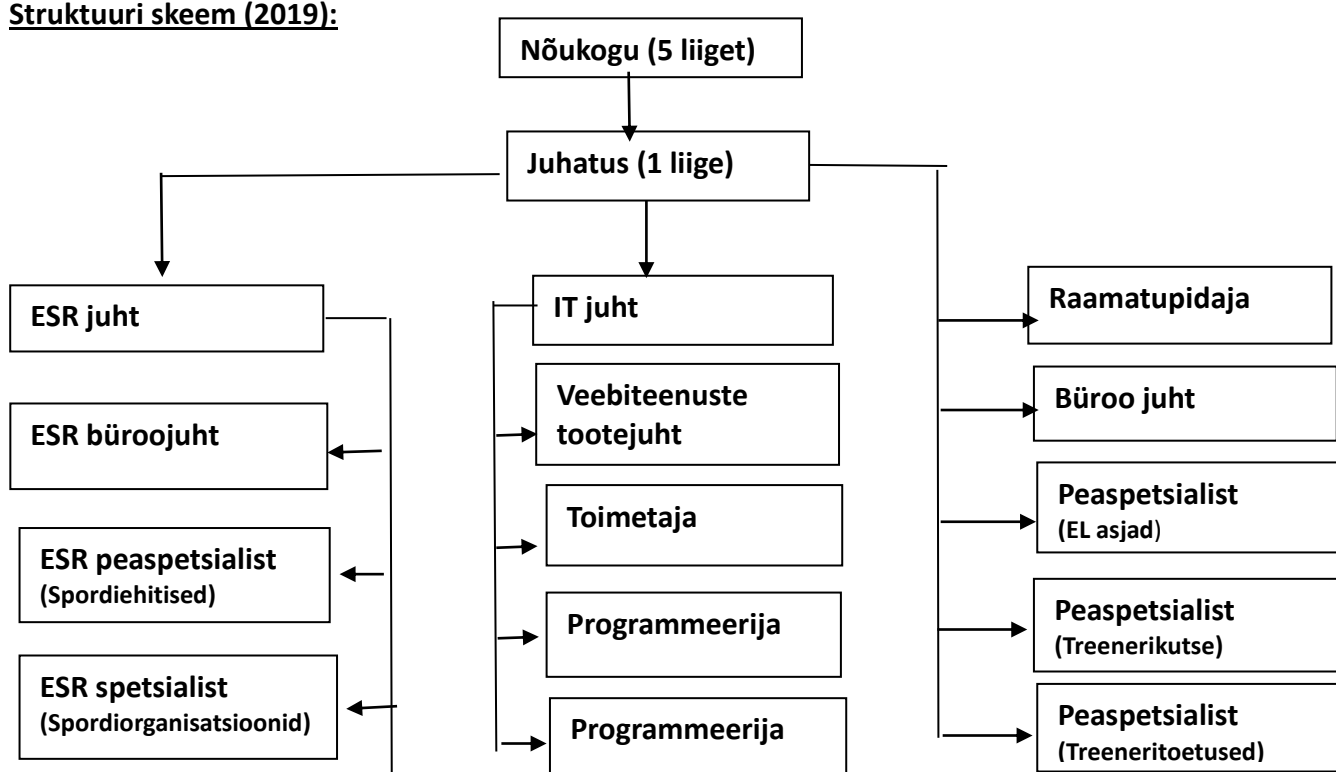 Struktuuri skeem (2019):
Nõukogu (5 liiget)
Juhatus (1 liige)
ESR juht
ESR büroojuht
ESR peaspetsialist
(Spordiehitised)
ESR spetsialist
(Spordiorganisatsioonid)
IT juht
Veebiteenuste
tootejuht
Toimetaja
Programmeerija
Programmeerija
Raamatupidaja
Büroo juht
Peaspetsialist
(EL asjad)
Peaspetsialist
(Treenerikutse)
Peaspetsialist
(Treeneritoetused)